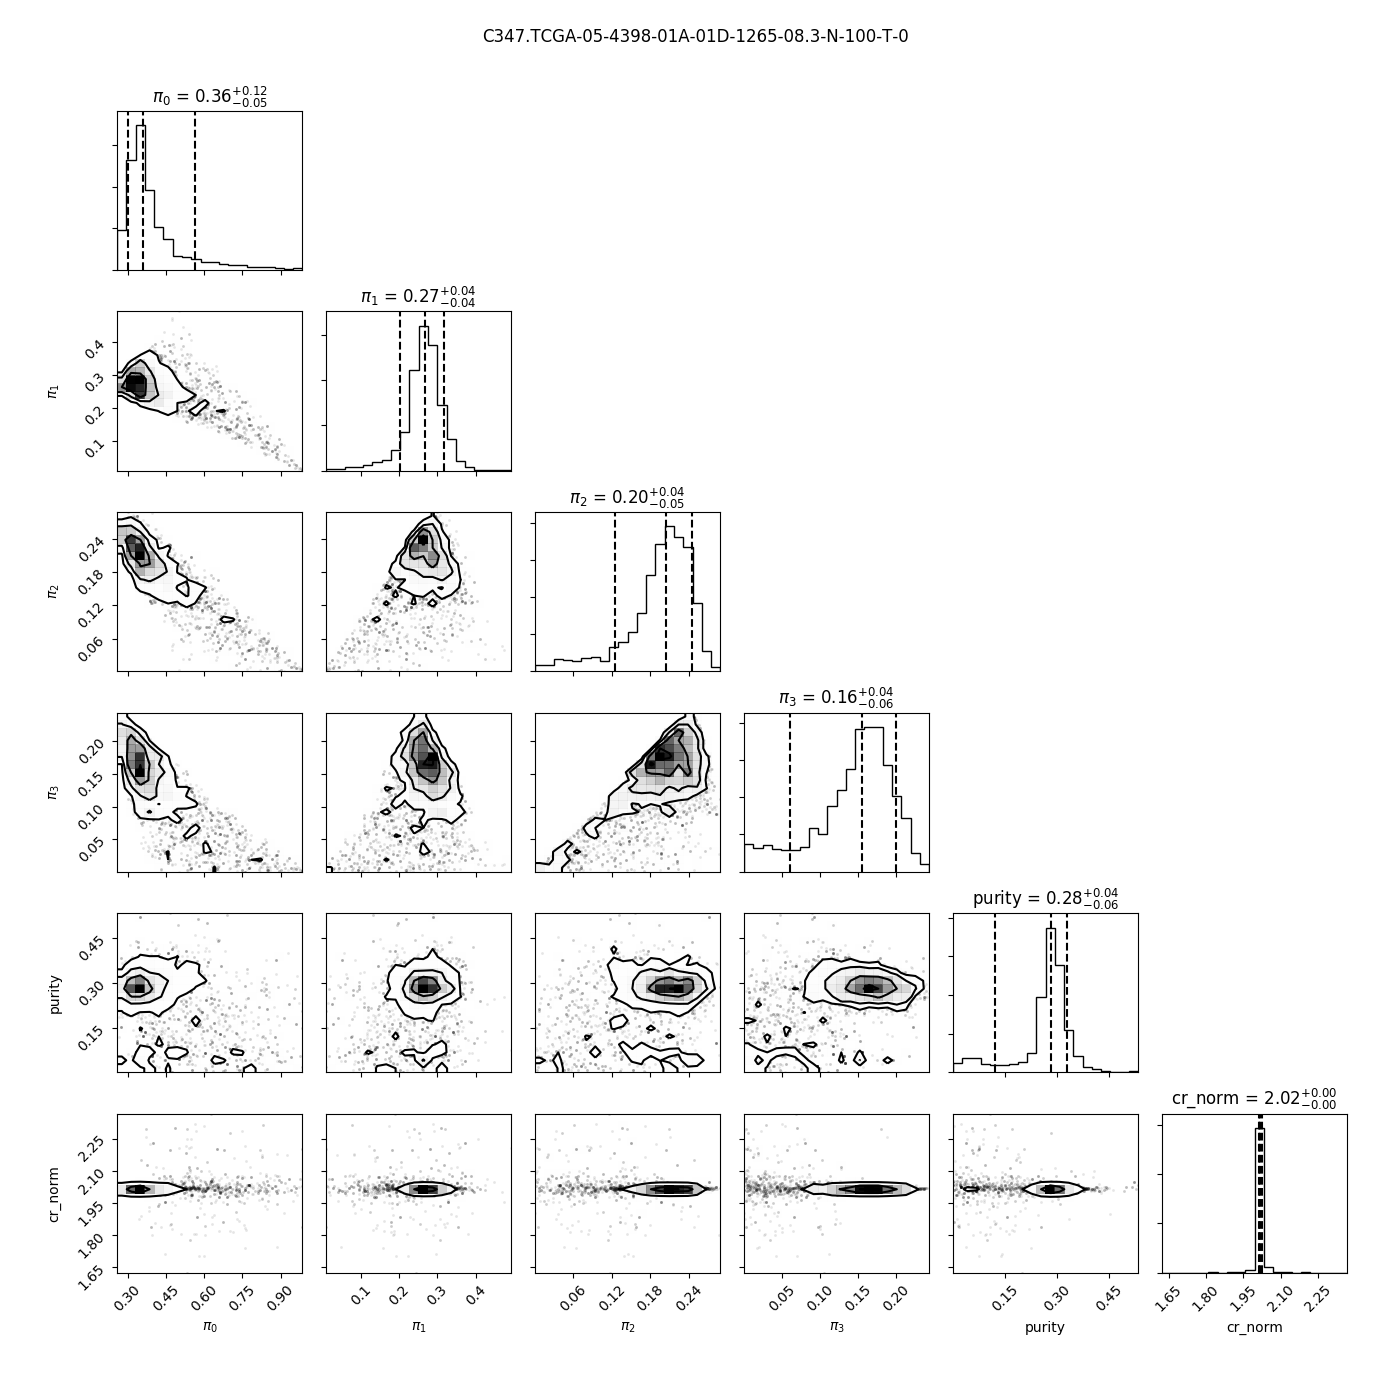 C347.TCGA-05-4398-01A-01D-1265-08.3-N-100-T-0
π₀ = 0.36+0.12−0.05
π₁ = 0.27+0.04−0.04
0.4
0.3
0.2
0.1
π₁
π₂ = 0.20+0.04−0.05
0.24
0.18
0.12
0.06
π₂
π₃ = 0.16+0.04−0.06
0.20
0.15
0.10
0.05
π₃
purity = 0.28+0.04−0.06
0.45
0.30
0.15
purity
cr_norm = 2.02+0.00−0.00
2.25
2.10
1.95
1.80
1.65
cr_norm
0.30 0.45 0.60 0.75 0.90
π₀
0.1 0.2 0.3 0.4
π₁
0.06 0.12 0.18 0.24
π₂
0.05 0.10 0.15 0.20
π₃
0.15 0.30 0.45
purity
1.65 1.80 1.95 2.10 2.25
cr_norm